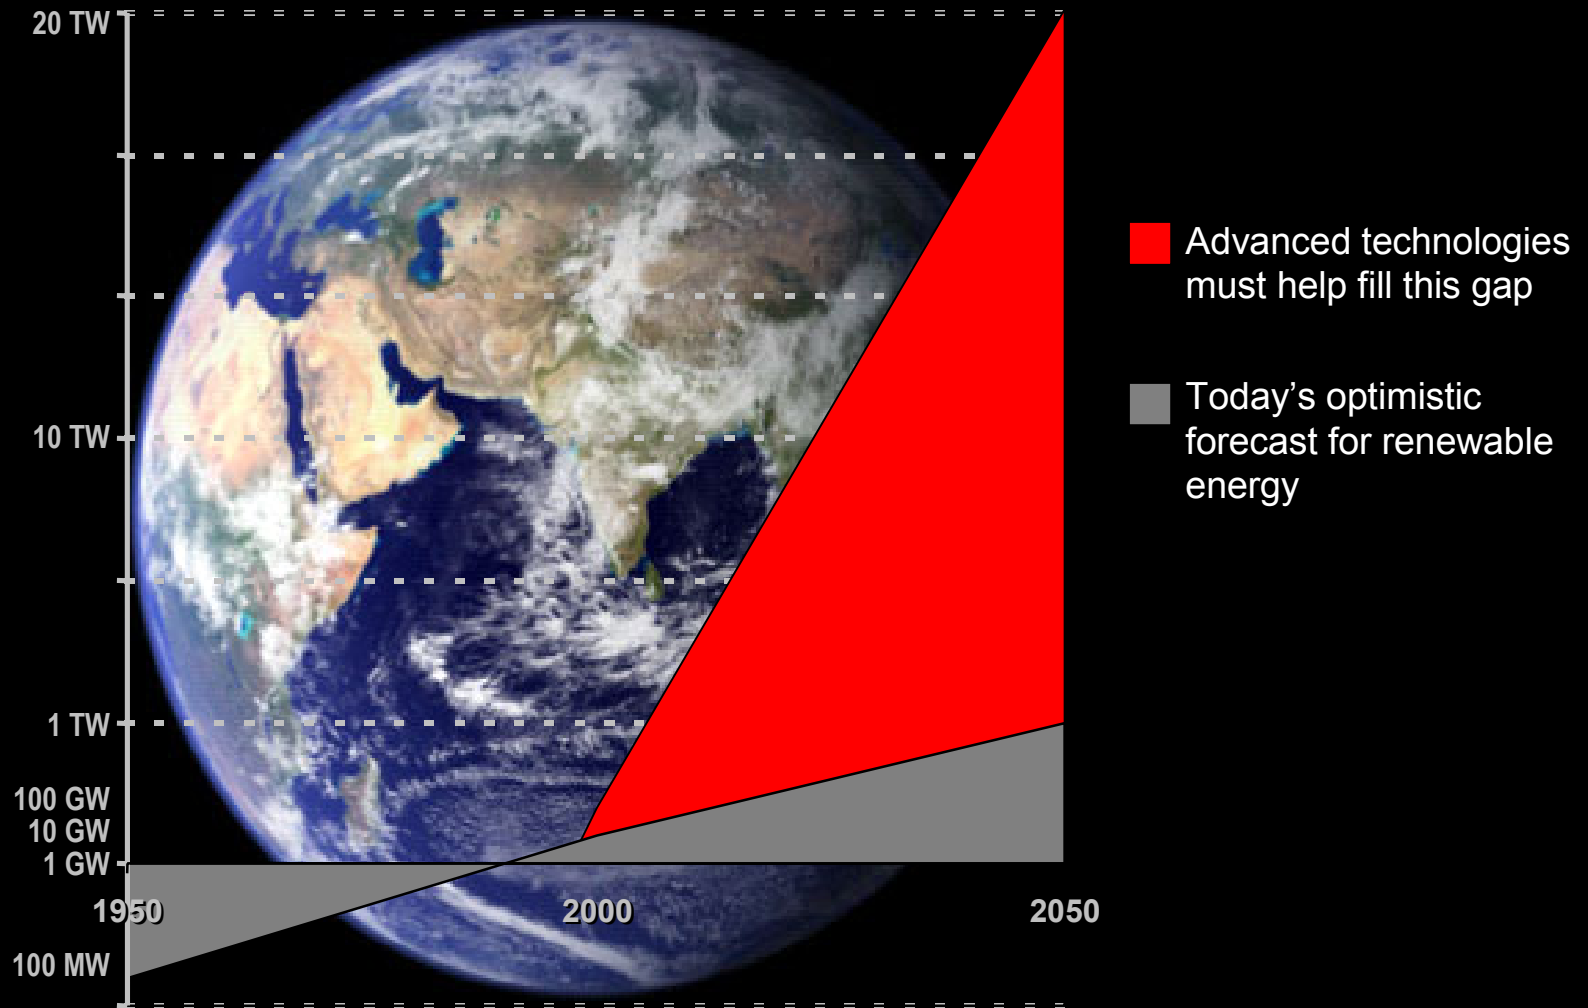 20 TW
10 TW
1 TW
100 GW
10 GW
1 GW
100 MW
1950
2000
2050
Advanced technologies
must help fill this gap
Today’s optimistic
forecast for renewable
energy